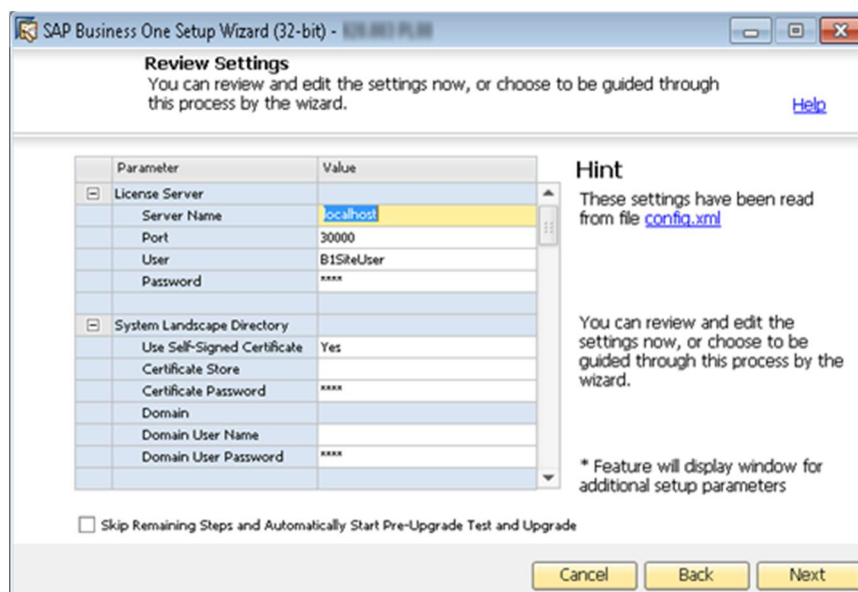 SAP Business One Setup Wizard (32-bit) -
Review Settings
You can review and edit the settings now, or choose to be guided through
this process by the wizard.
Help
Parameter Value
License Server
Server Name localhost
Port 30000
User B1SiteUser
Password ****
System Landscape Directory
Use Self-Signed Certificate Yes
Certificate Store
Certificate Password ****
Domain
Domain User Name
Domain User Password ****
Hint
These settings have been read
from file config.xml
You can review and edit the
settings now, or choose to be
guided through this process by the
wizard.
* Feature will display window for
additional setup parameters
Skip Remaining Steps and Automatically Start Pre-Upgrade Test and Upgrade
Cancel Back Next